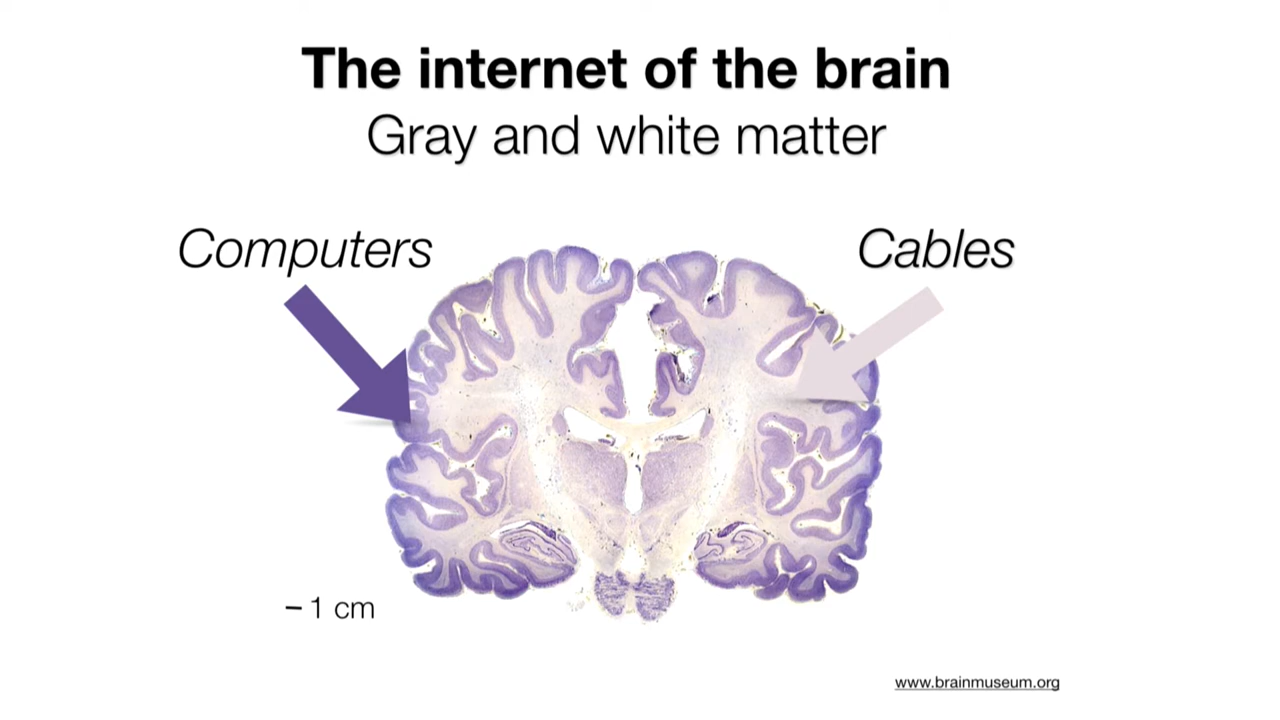 The internet of the brain
Gray and white matter
Computers
Cables
1 cm
www.brainmuseum.org